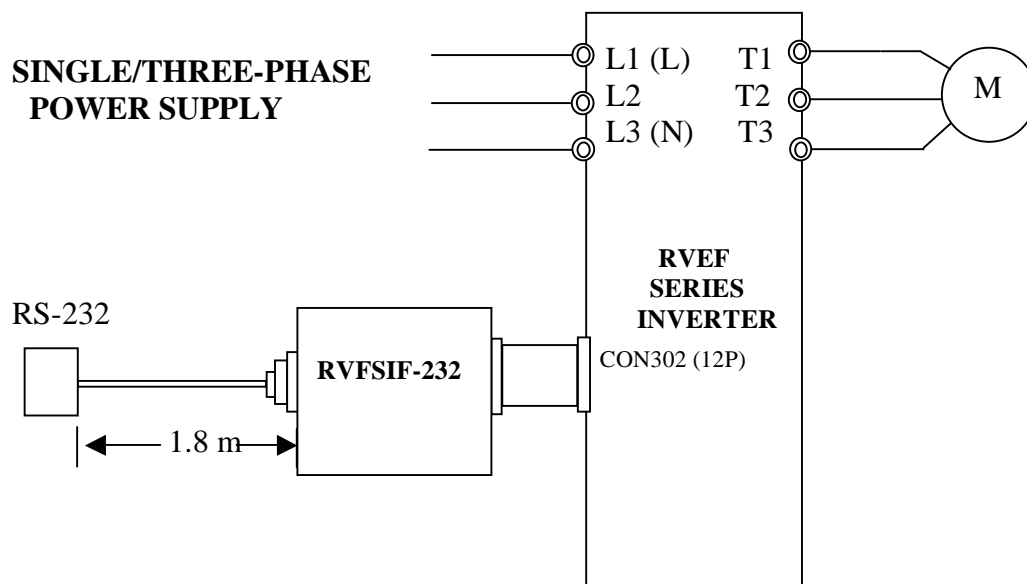 SINGLE/THREE-PHASE
POWER SUPPLY
L1 (L)
L2
L3 (N)
T1
T2
T3
M
RVEF
SERIES
INVERTER
CON302 (12P)
RS-232
RVFSIF-232
1.8 m